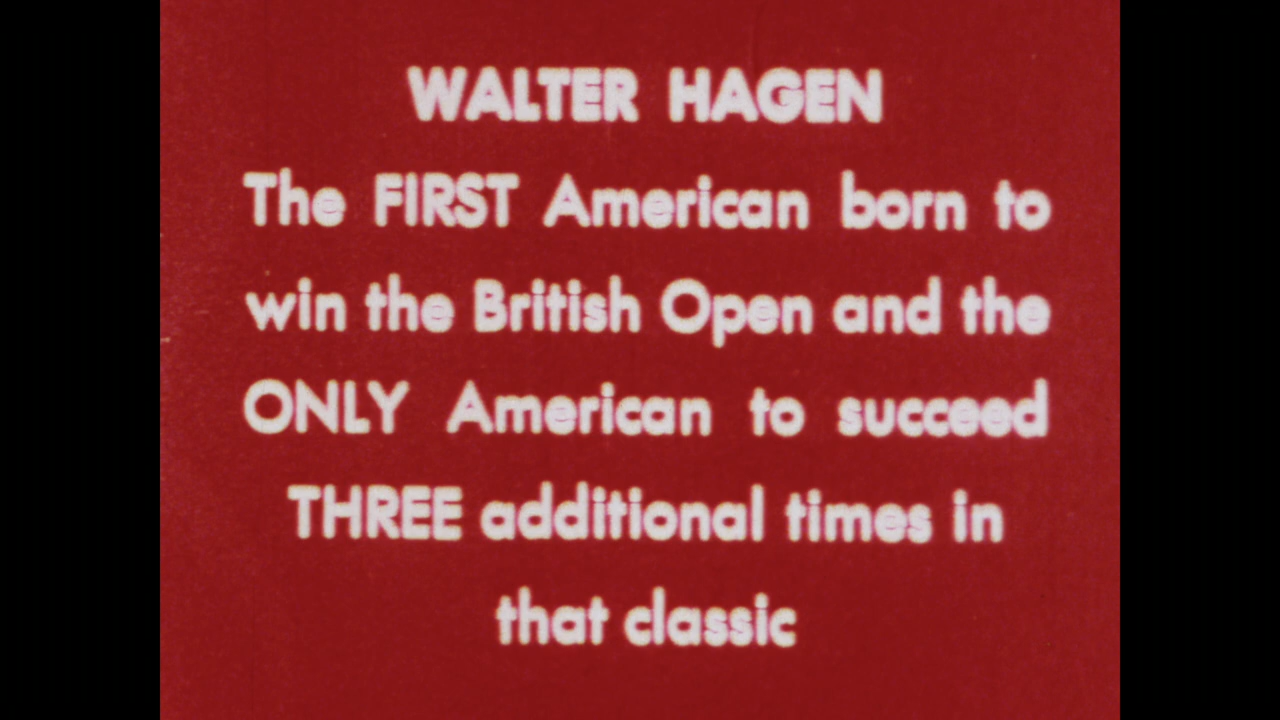 WALTER HAGEN
The FIRST American born to
win the British Open and the
ONLY American to succeed
THREE additional times in
that classic